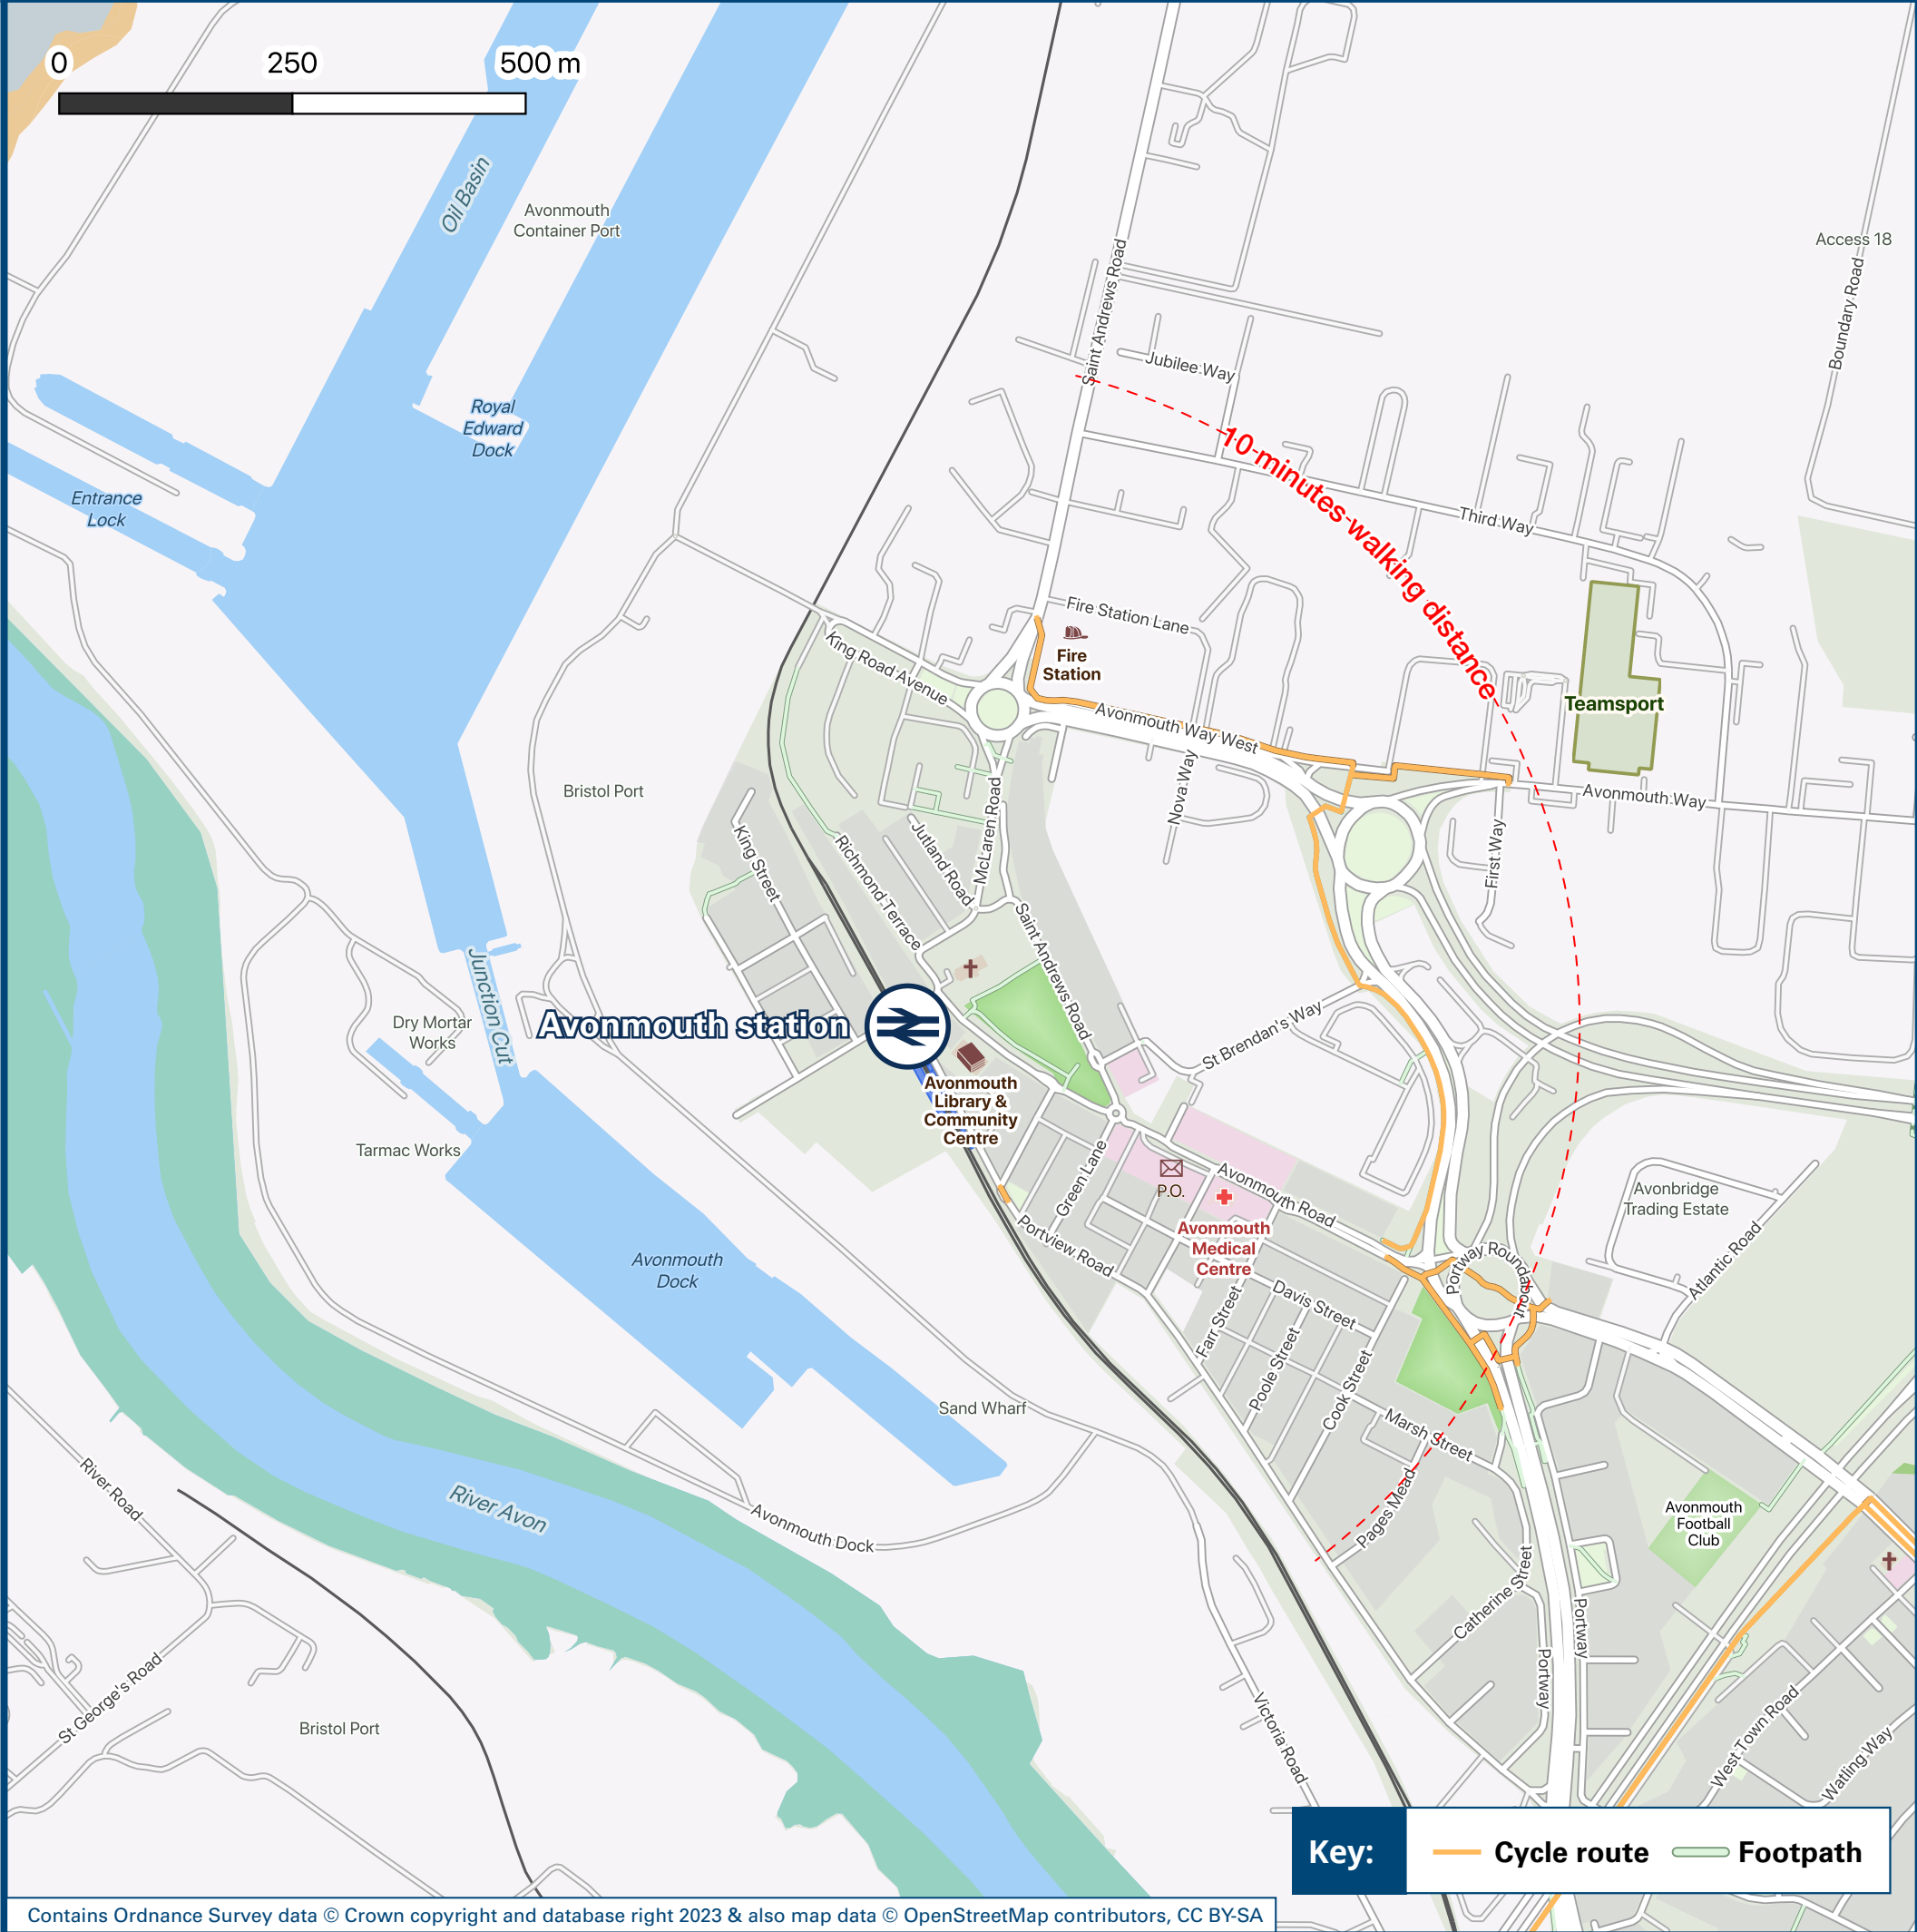 0 250 500 m
Oil Basin
Avonmouth
Container Port
Saint Andrews Road
Access 18
Boundary Road
Jubilee Way
Royal
Edward
Dock
10-minutes-walking distance
Entrance
Lock
Third Way
Fire Station Lane
King Road Avenue
Fire
Station
Teamsport
Avonmouth Way West
Nova Way
Avonmouth Way
Bristol Port
McLaren Road
King Street
Richmond Terrace
Jutland Road
First Way
Saint Andrews Road
Junction Cut
Dry Mortar
Works
Avonmouth station
St Brendan's Way
Avonmouth
Library &
Community
Centre
Tarmac Works
Green Lane
P.O.
Avonmouth Road
Avonbridge
Trading Estate
Avonmouth
Medical
Centre
Portview Road
Avonmouth
Dock
Portway Roundabout
Atlantic Road
Davis Street
Farr Street
Poole Street
Cook Street
Sand Wharf
Marsh Street
River Road
River Avon
Avonmouth Dock
Pages Mead
Avonmouth
Football
Club
Catherine Street
Portway
Portway
St George's Road
Bristol Port
Victoria Road
West Town Road
Watling Way
Key: Cycle route Footpath
Contains Ordnance Survey data © Crown copyright and database right 2023 & also map data © OpenStreetMap contributors, CC BY-SA